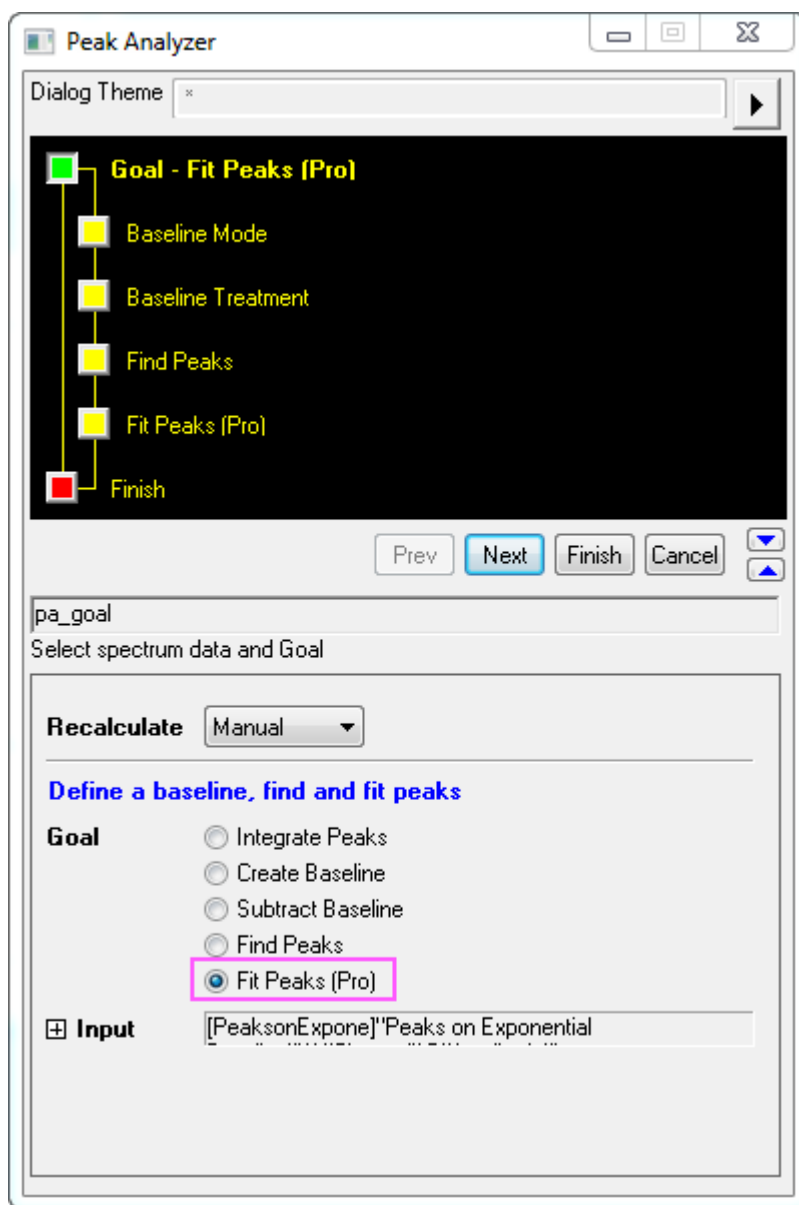 Peak Analyzer
Dialog Theme *
Goal - Fit Peaks (Pro)
Baseline Mode
Baseline Treatment
Find Peaks
Fit Peaks (Pro)
Finish
Prev Next Finish Cancel
pa_goal
Select spectrum data and Goal
Recalculate Manual
Define a baseline, find and fit peaks
Goal Integrate Peaks
Create Baseline
Subtract Baseline
Find Peaks
Fit Peaks (Pro)
Input [PeaksonExpone]"Peaks on Exponential